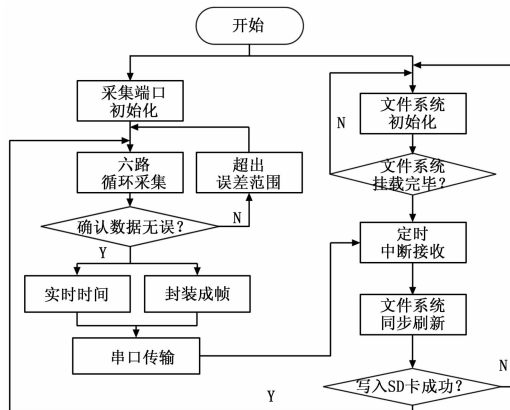 开始
采集端口
初始化
文件系统
初始化
N
六路
循环采集
超出
误差范围
文件系统
挂载完毕?
确认数据无误?
N
Y
定时
中断接收
实时时间
封装成帧
文件系统
同步刷新
串口传输
N
写入SD卡成功?
Y